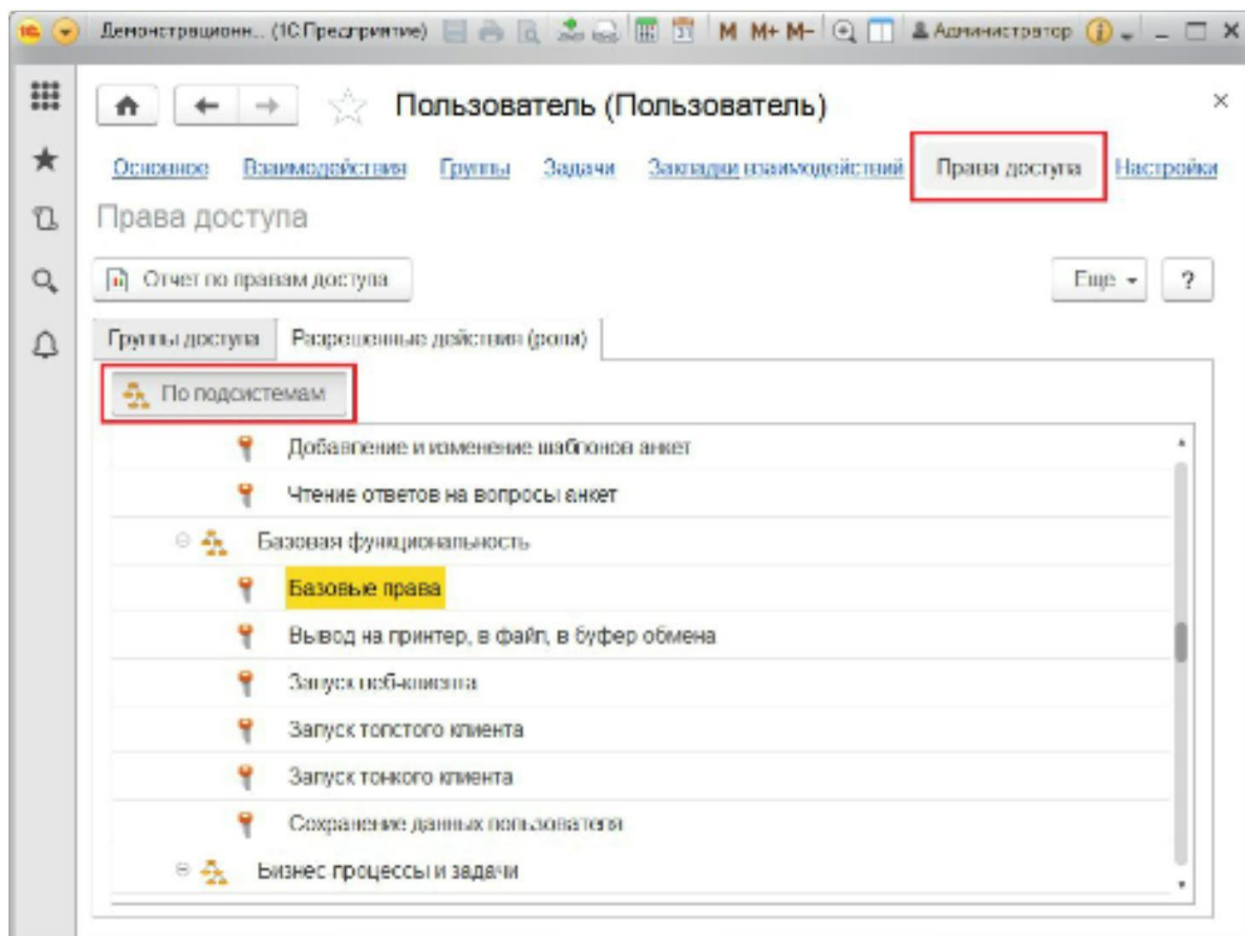 1С Демонстрационн... (1С:Предприятие) 31 M M+ M- Администратор i
Пользователь (Пользователь)
Основное Взаимодействия Группы Задачи Закладки взаимодействий Права доступа Настройки
Права доступа
Отчет по правам доступа Еще ?
Группы доступа Разрешенные действия (роли)
По подсистемам
Добавление и изменение шаблонов анкет
Чтение ответов на вопросы анкет
Базовая функциональность
Базовые права
Вывод на принтер, в файл, в буфер обмена
Запуск веб-клиента
Запуск толстого клиента
Запуск тонкого клиента
Сохранение данных пользователя
Бизнес процессы и задачи